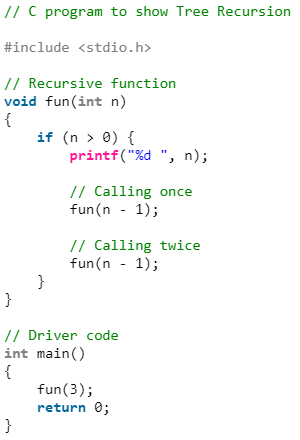 // C program to show Tree Recursion
#include <stdio.h>
// Recursive function
void fun(int n)
{
    if (n > 0) {
        printf("%d ", n);
        // Calling once
        fun(n - 1);
        // Calling twice
        fun(n - 1);
    }
}
// Driver code
int main()
{
    fun(3);
    return 0;
}